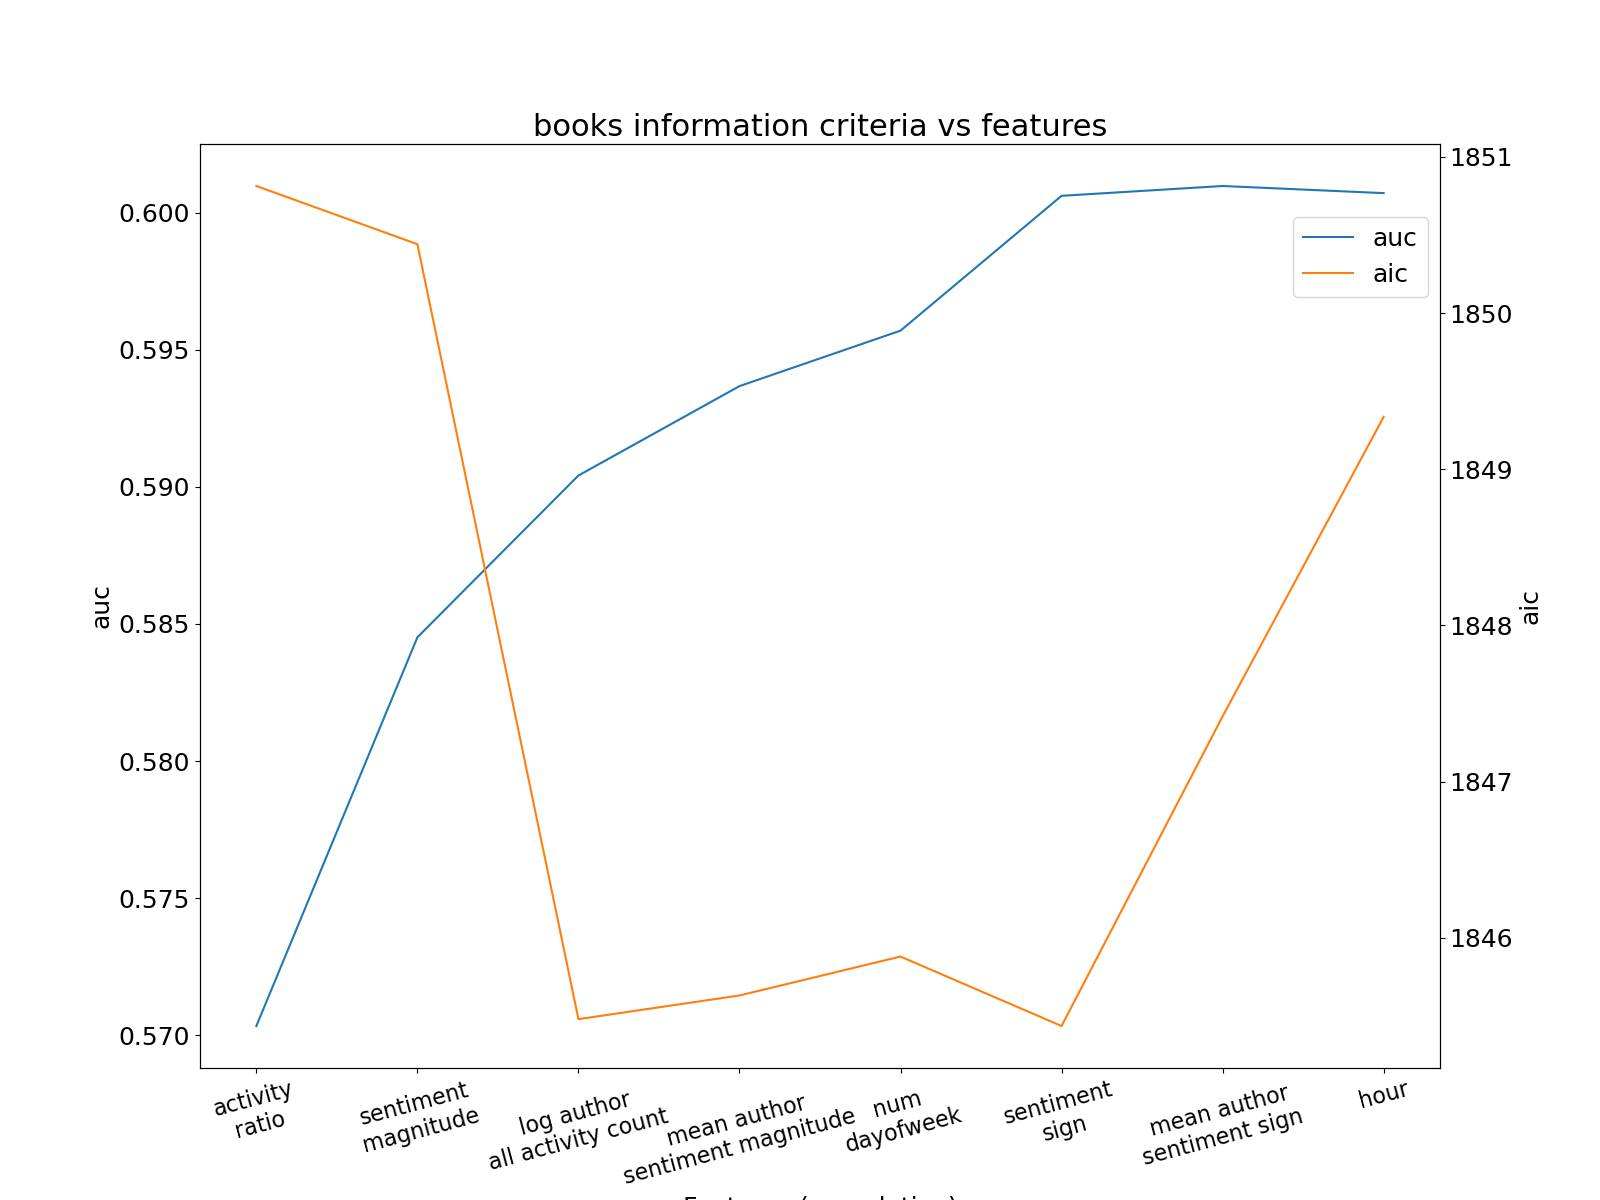 books information criteria vs features
0.600
0.595
0.590
0.585
0.580
0.575
0.570
auc
1851
1850
1849
1848
1847
1846
aic
auc
aic
activity
ratio
sentiment
magnitude
log author
all activity count
mean author
sentiment magnitude
num
dayofweek
sentiment
sign
mean author
sentiment sign
hour